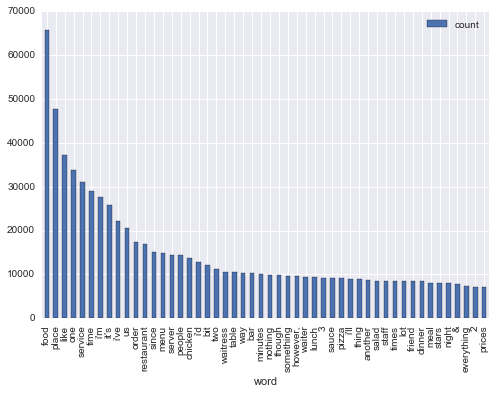 70000
60000
50000
40000
30000
20000
10000
0
count
food
place
like
one
service
time
i'm
it's
i've
us
order
restaurant
since
menu
server
people
chicken
i'd
bit
two
waitress
table
way
bar
minutes
nothing
though
something
however,
waiter
lunch
3
sauce
pizza
i'll
thing
another
salad
staff
times
lot
friend
dinner
meal
stars
night
&
everything
2
prices
word